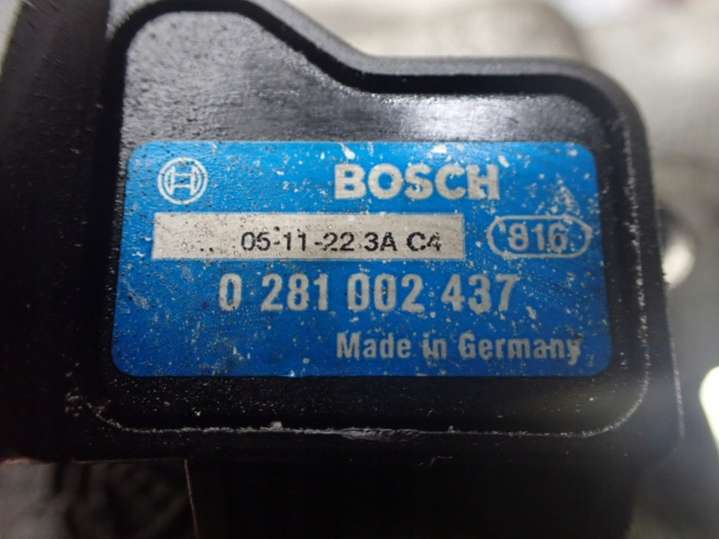 BOSCH
05-11-22 3A C4
816
0 281 002 437
Made in Germany